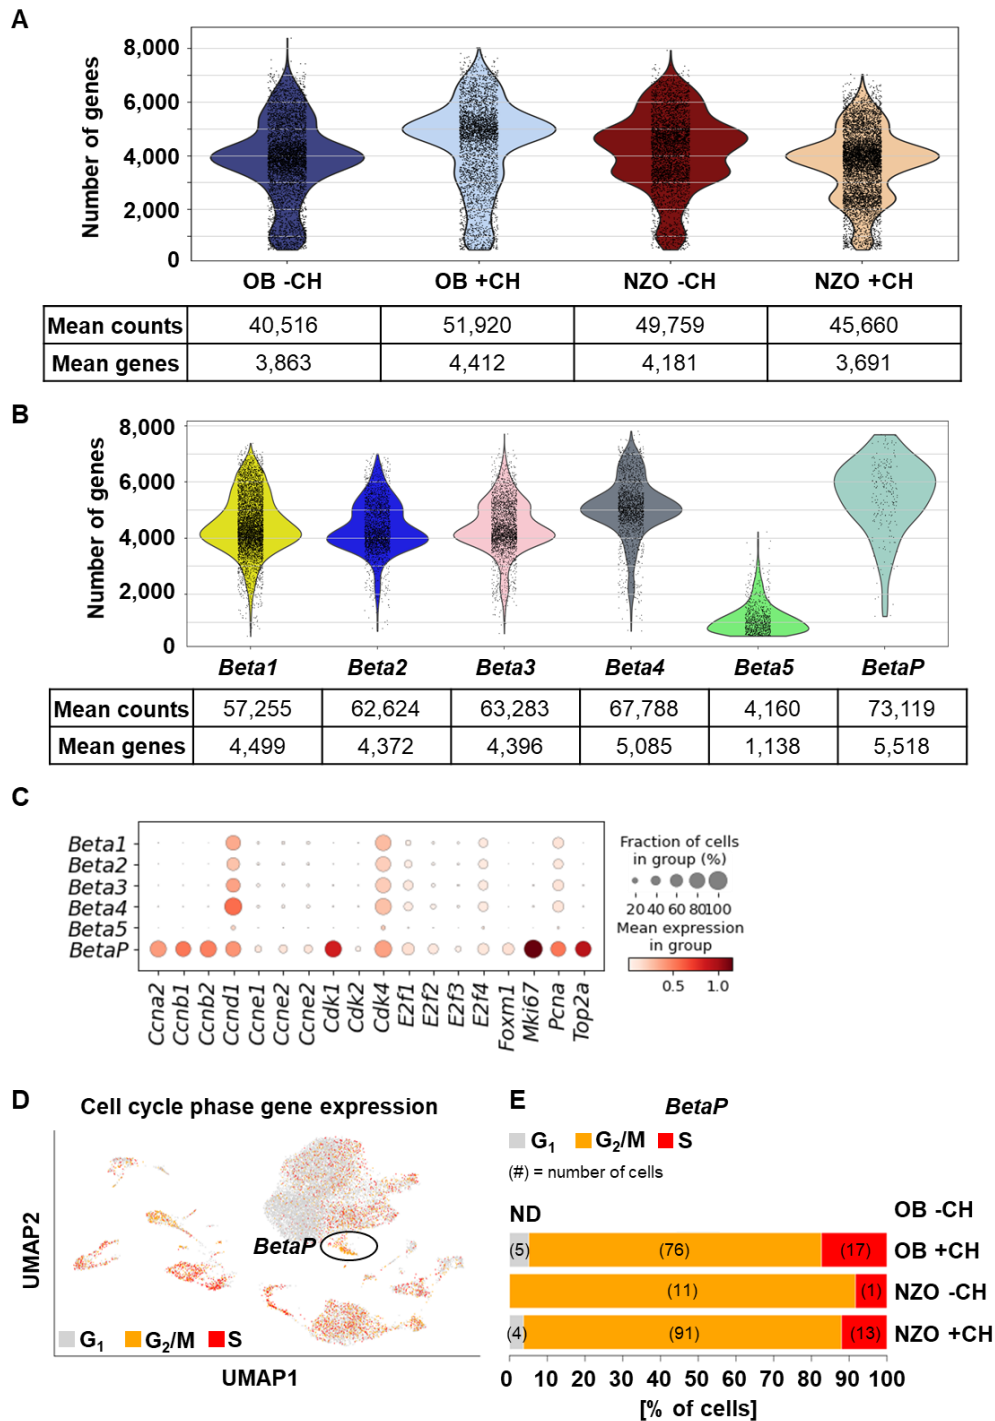 A
Number of genes
8,000
6,000
4,000
2,000
0
OB -CH OB +CH NZO -CH NZO +CH
Mean counts 40,516 51,920 49,759 45,660
Mean genes 3,863 4,412 4,181 3,691
B
Number of genes
8,000
6,000
4,000
2,000
0
Beta1 Beta2 Beta3 Beta4 Beta5 BetaP
Mean counts 57,255 62,624 63,283 67,788 4,160 73,119
Mean genes 4,499 4,372 4,396 5,085 1,138 5,518
C
Beta1
Beta2
Beta3
Beta4
Beta5
BetaP
Ccna2 Ccnb1 Ccnb2 Ccnd1 Ccne1 Ccne2 Ccne2 Cdk1 Cdk2 Cdk4 E2f1 E2f2 E2f3 E2f4 Foxm1 Mki67 Pcna Top2a
Fraction of cells
in group (%)
20 40 60 80 100
Mean expression
in group
0.5 1.0
D
Cell cycle phase gene expression
UMAP2
BetaP
G1 G2/M S
UMAP1
E
BetaP
G1 G2/M S
(#) = number of cells
ND OB -CH
(5) (76) (17) OB +CH
(11) (1) NZO -CH
(4) (91) (13) NZO +CH
0 10 20 30 40 50 60 70 80 90 100
[% of cells]